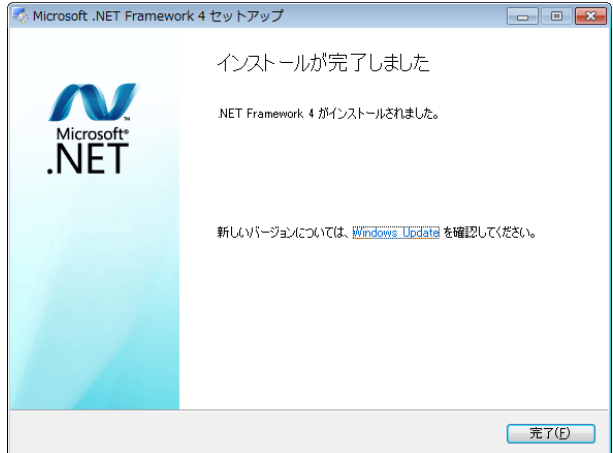 Microsoft .NET Framework 4 セットアップ
インストールが完了しました
Microsoft®
.NET
.NET Framework 4 がインストールされました。
新しいバージョンについては、Windows Update を確認してください。
完了(F)